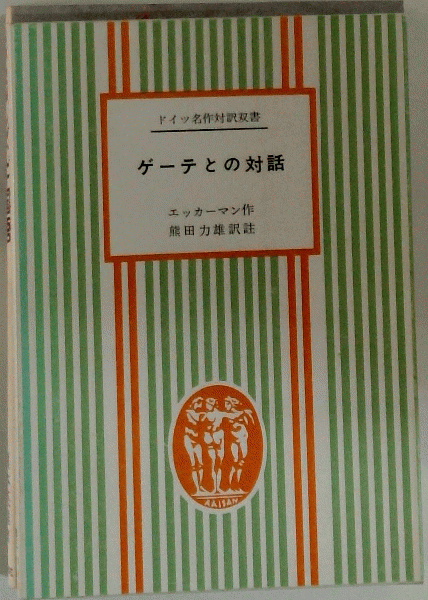 ドイツ名作対訳双書
ゲーテとの対話
エッカーマン作
熊田力雄訳註